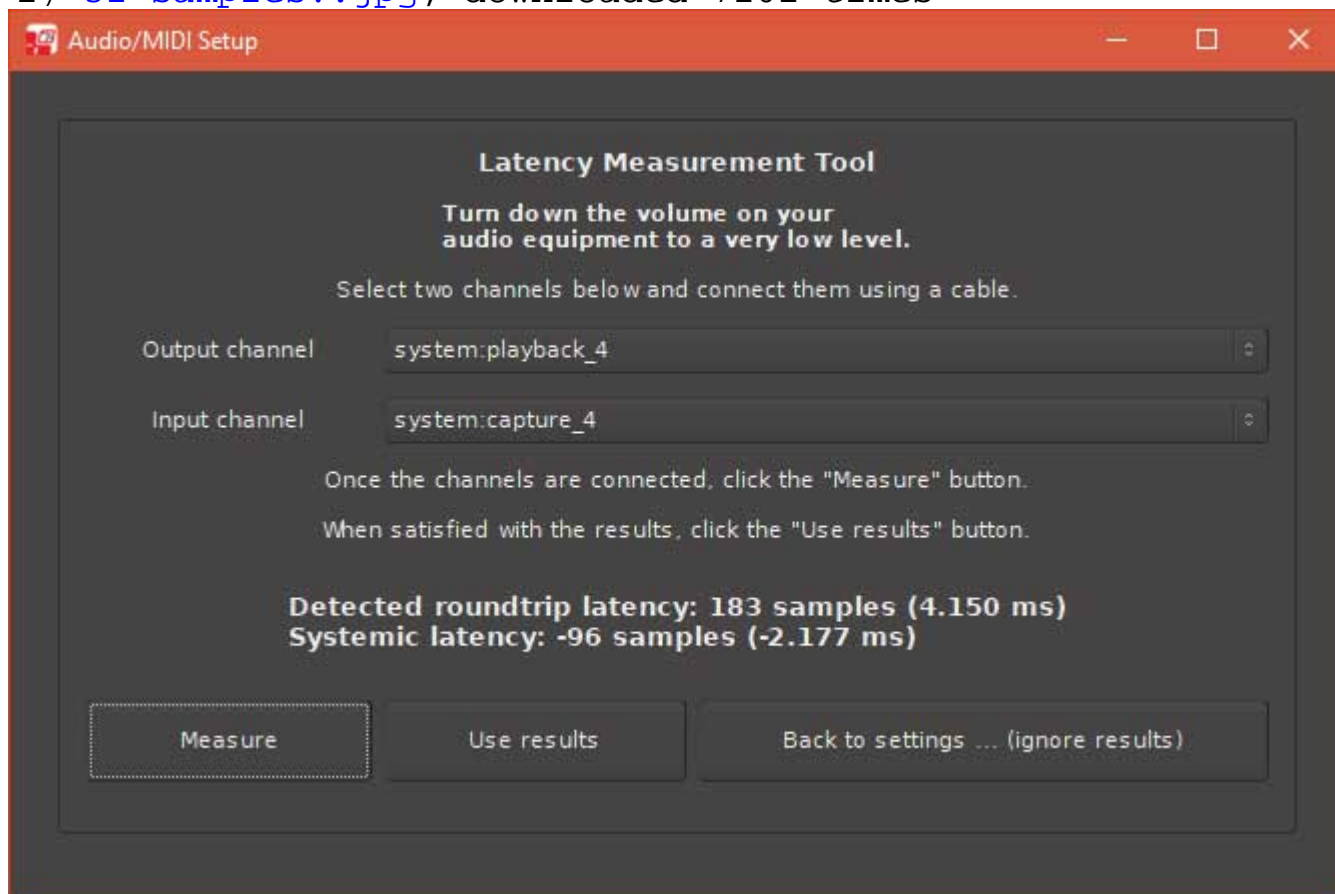 Audio/MIDI Setup
Latency Measurement Tool
Turn down the volume on your
audio equipment to a very low level.
Select two channels below and connect them using a cable.
Output channel system:playback_4
Input channel system:capture_4
Once the channels are connected, click the "Measure" button.
When satisfied with the results, click the "Use results" button.
Detected roundtrip latency: 183 samples (4.150 ms)
Systemic latency: -96 samples (-2.177 ms)
Measure Use results Back to settings ... (ignore results)